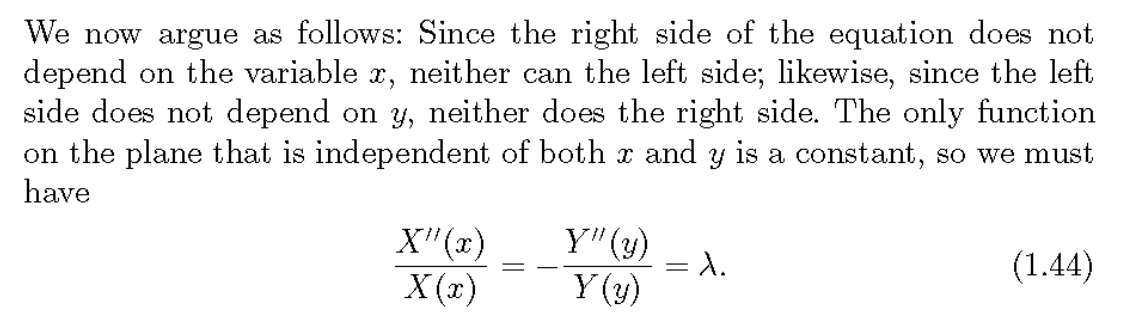 We now argue as follows: Since the right side of the equation does not
depend on the variable x, neither can the left side; likewise, since the left
side does not depend on y, neither does the right side. The only function
on the plane that is independent of both x and y is a constant, so we must
have
X''(x)/X(x) = −Y''(y)/Y(y) = λ. (1.44)